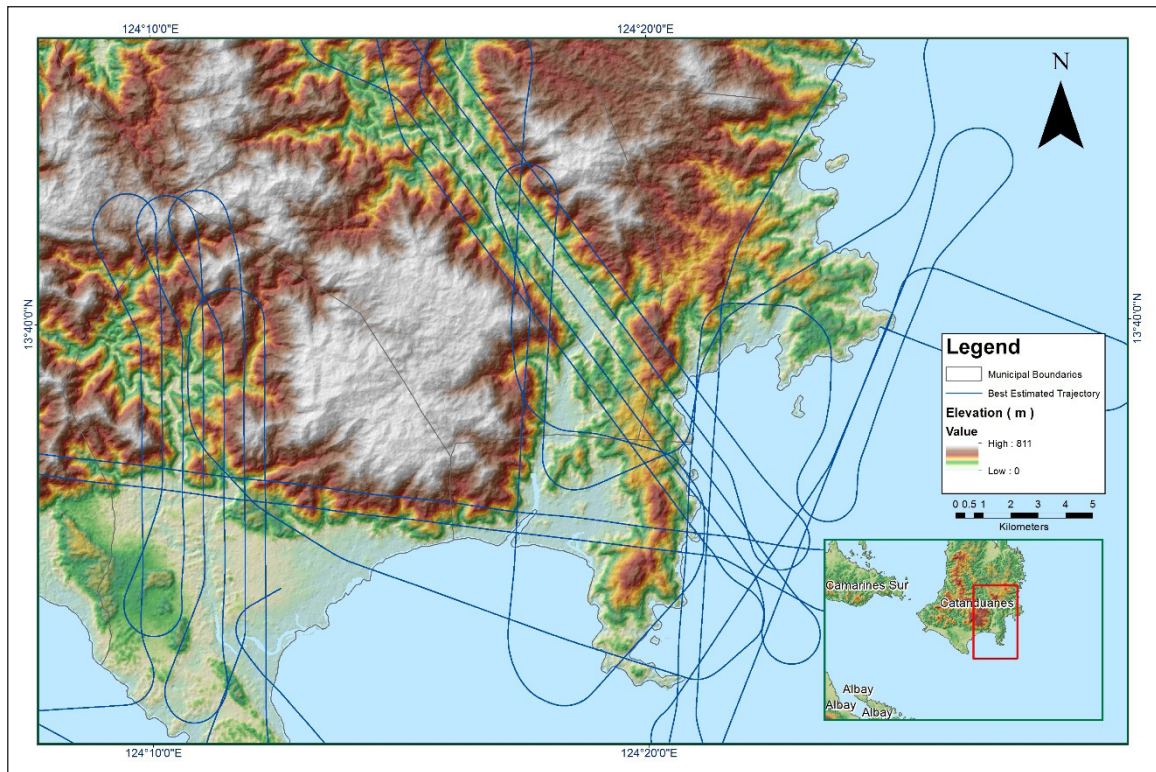 124°10'0"E
124°20'0"E
N
13°40'0"N
13°40'0"N
Legend
Municipal Boundaries
Best Estimated Trajectory
Elevation ( m )
Value
High : 811
Low : 0
0 0.5 1 2 3 4 5
Kilometers
Camarines Sur
Catanduanes
Albay
Albay
Albay
124°10'0"E
124°20'0"E